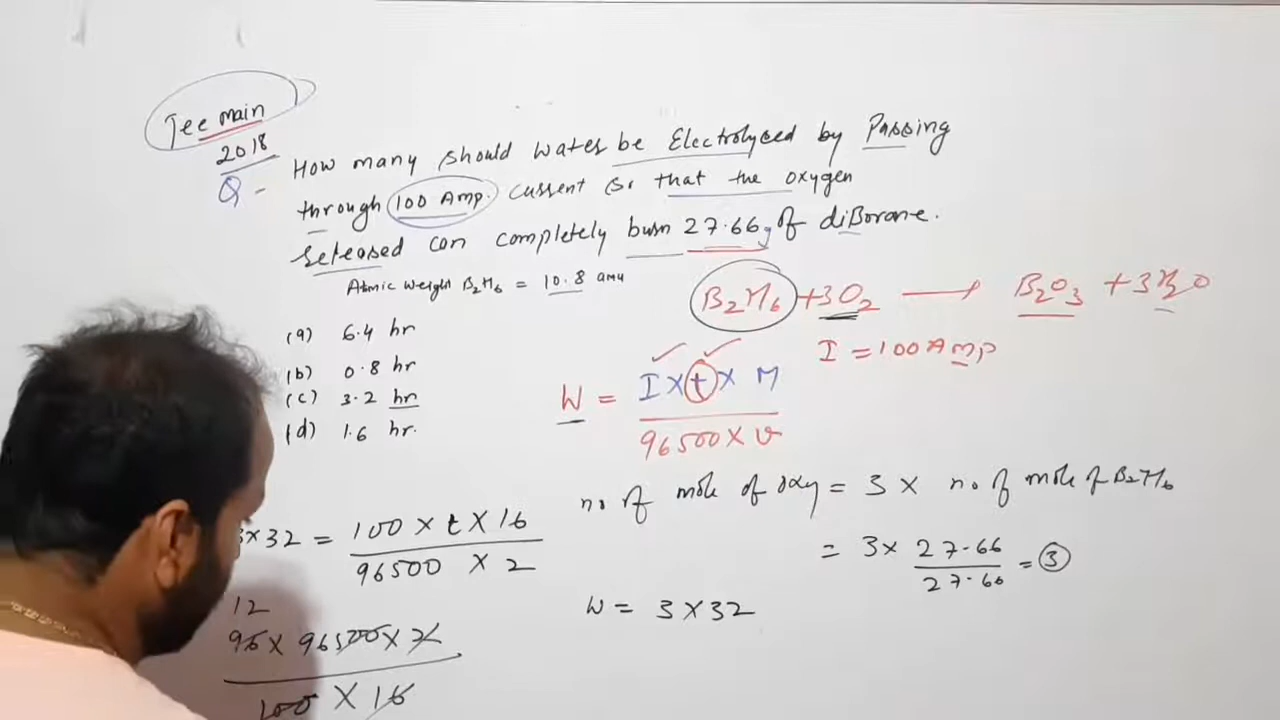 Jee main
2018
Q -
How many should water be Electrolysed by Passing
through 100 Amp. current so that the oxygen
seleosed can completely burn 27.66g of diBorane.
Atomic weight B2H6 = 10.8 amu
(a) 6.4 hr
(b) 0.8 hr
(c) 3.2 hr
(d) 1.6 hr.
B2H6 + 3O2 → B2O3 + 3H2O
I = 100 Amp
W = I × t × M
96500 × v
no. of mole of oxy = 3 × no. of mole of B2H6
= 3 × 27.66 / 27.66 = 3
W = 3 × 32
3×32 = 100 × t × 16
96500 × 2
12
96 × 96500 × 2
100 × 16